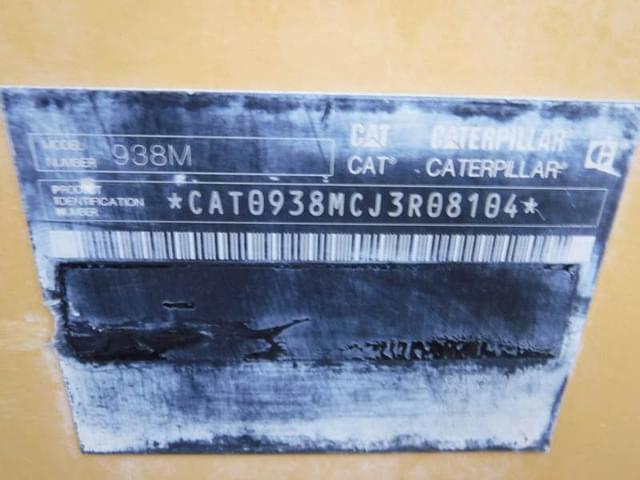 MODEL NUMBER 938M
CAT CATERPILLAR
CAT® CATERPILLAR®
PRODUCT IDENTIFICATION NUMBER *CAT0938MCJ3R08104*